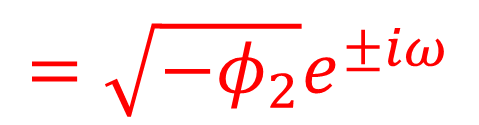 = √(−ϕ₂) e^{±iω}